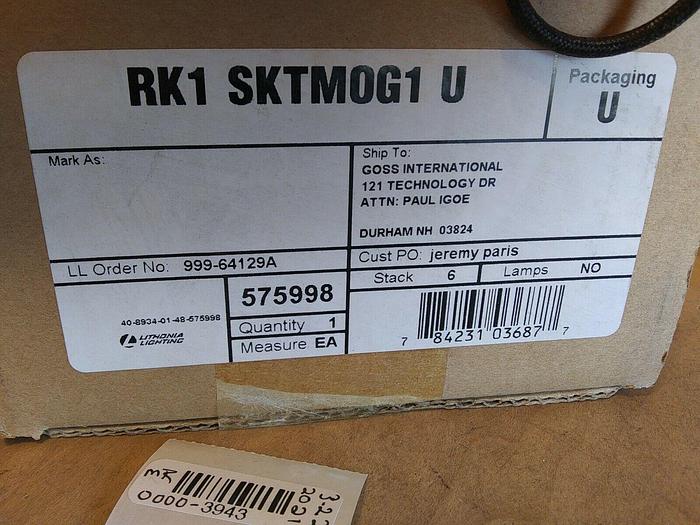 RK1 SKTMOG1 U
Packaging
U
Mark As:
Ship To:
GOSS INTERNATIONAL
121 TECHNOLOGY DR
ATTN: PAUL IGOE
DURHAM NH 03824
LL Order No: 999-64129A
Cust PO: jeremy paris
Stack 6
Lamps NO
40-8934-01-48-575998
LITHONIA
LIGHTING
575998
Quantity 1
Measure EA
7 84231 03687 7
0000-3943
2021